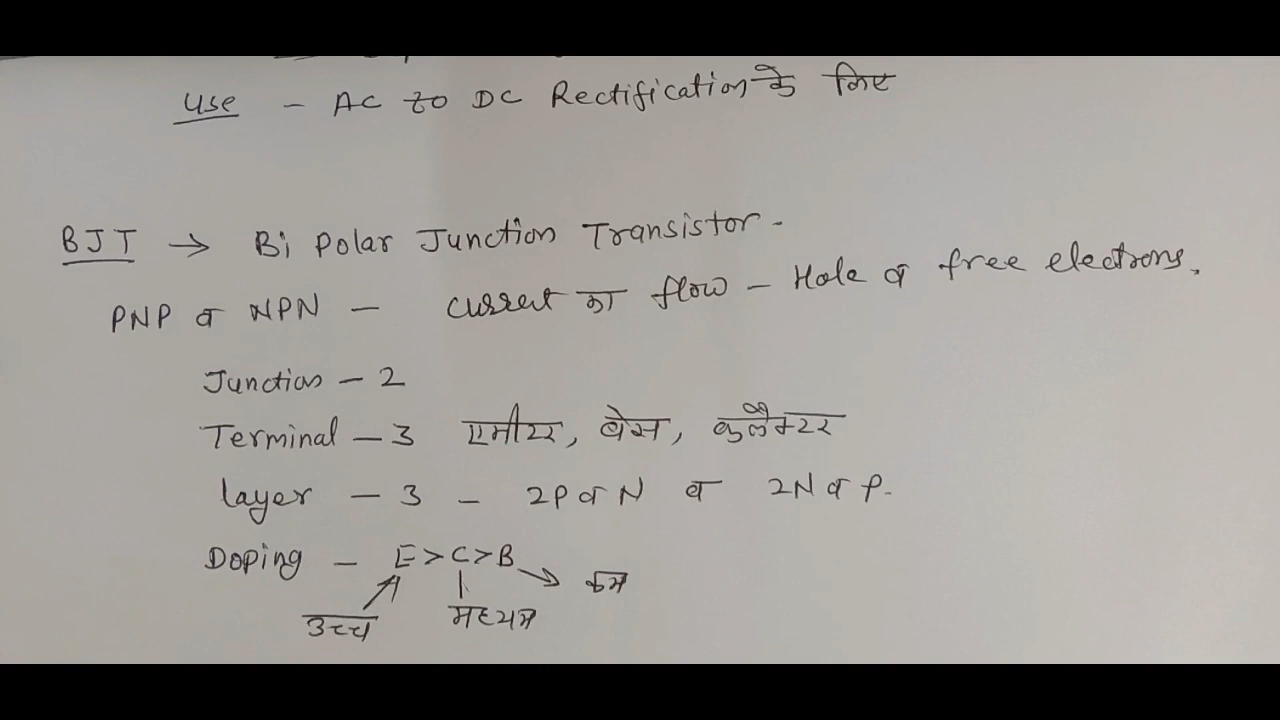 Use - AC to DC Rectification के लिए
BJT → Bi Polar Junction Transistor -
PNP व NPN - Current का flow - Hole व free electrons.
Junction - 2
Terminal - 3 एमीटर, बेस, कुलैक्टर
layer - 3 - 2P व N व 2N व P.
Doping - E > C > B → कम
उच्च मध्यम